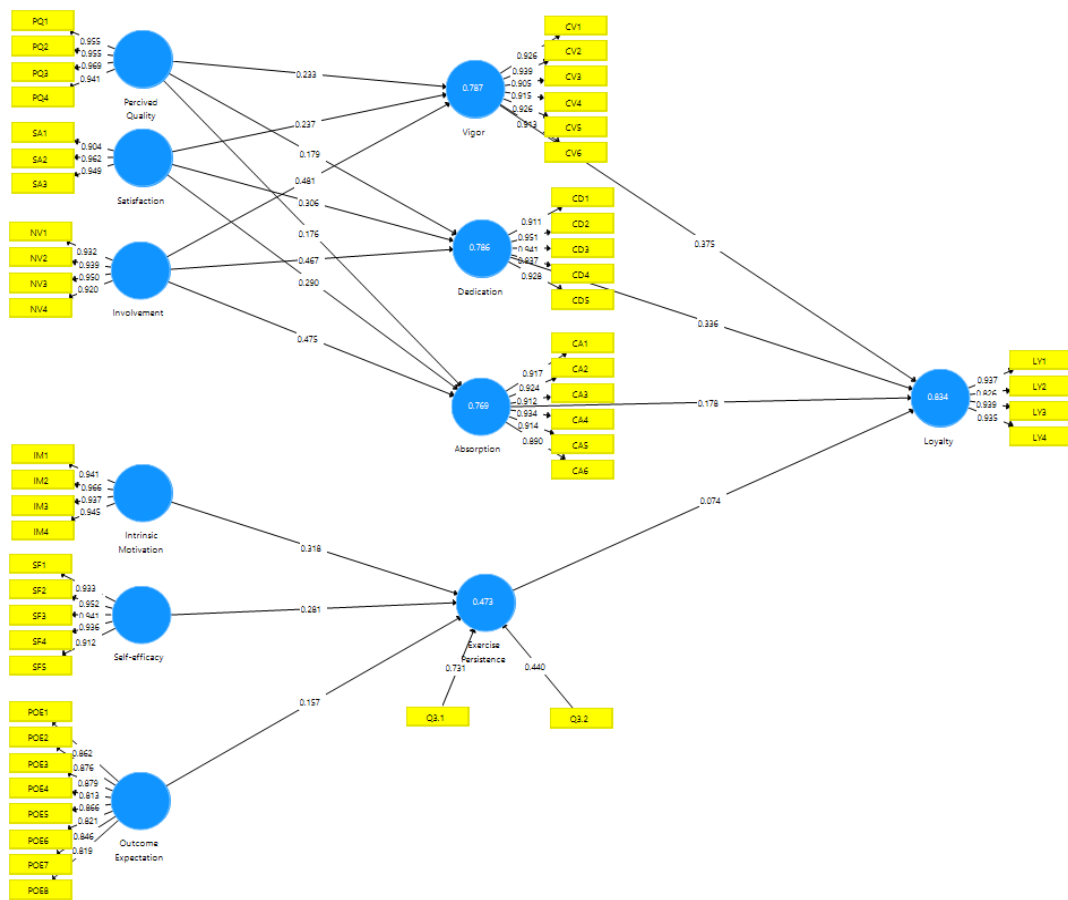 PQ1
PQ2
PQ3
PQ4
0.955
0.955
0.969
0.941
Percived
Quality
SA1
SA2
SA3
0.904
0.962
0.949
Satisfaction
NV1
NV2
NV3
NV4
0.932
0.939
0.950
0.920
Involvement
0.233
0.237
0.179
0.481
0.306
0.176
0.467
0.290
0.475
0.787
Vigor
CV1
CV2
CV3
CV4
CV5
CV6
0.926
0.939
0.905
0.915
0.926
0.913
0.786
Dedication
CD1
CD2
CD3
CD4
CD5
0.911
0.951
0.941
0.937
0.928
0.769
Absorption
CA1
CA2
CA3
CA4
CA5
CA6
0.917
0.924
0.912
0.934
0.914
0.890
0.375
0.336
0.178
0.074
0.834
Loyalty
LY1
LY2
LY3
LY4
0.937
0.826
0.939
0.935
IM1
IM2
IM3
IM4
0.941
0.966
0.937
0.945
Intrinsic
Motivation
SF1
SF2
SF3
SF4
SF5
0.933
0.952
0.941
0.936
0.912
Self-efficacy
0.318
0.281
0.157
0.473
Exercise
Persistence
0.731
0.440
Q3.1
Q3.2
POE1
POE2
POE3
POE4
POE5
POE6
POE7
POE8
0.862
0.876
0.879
0.813
0.866
0.821
0.846
0.819
Outcome
Expectation